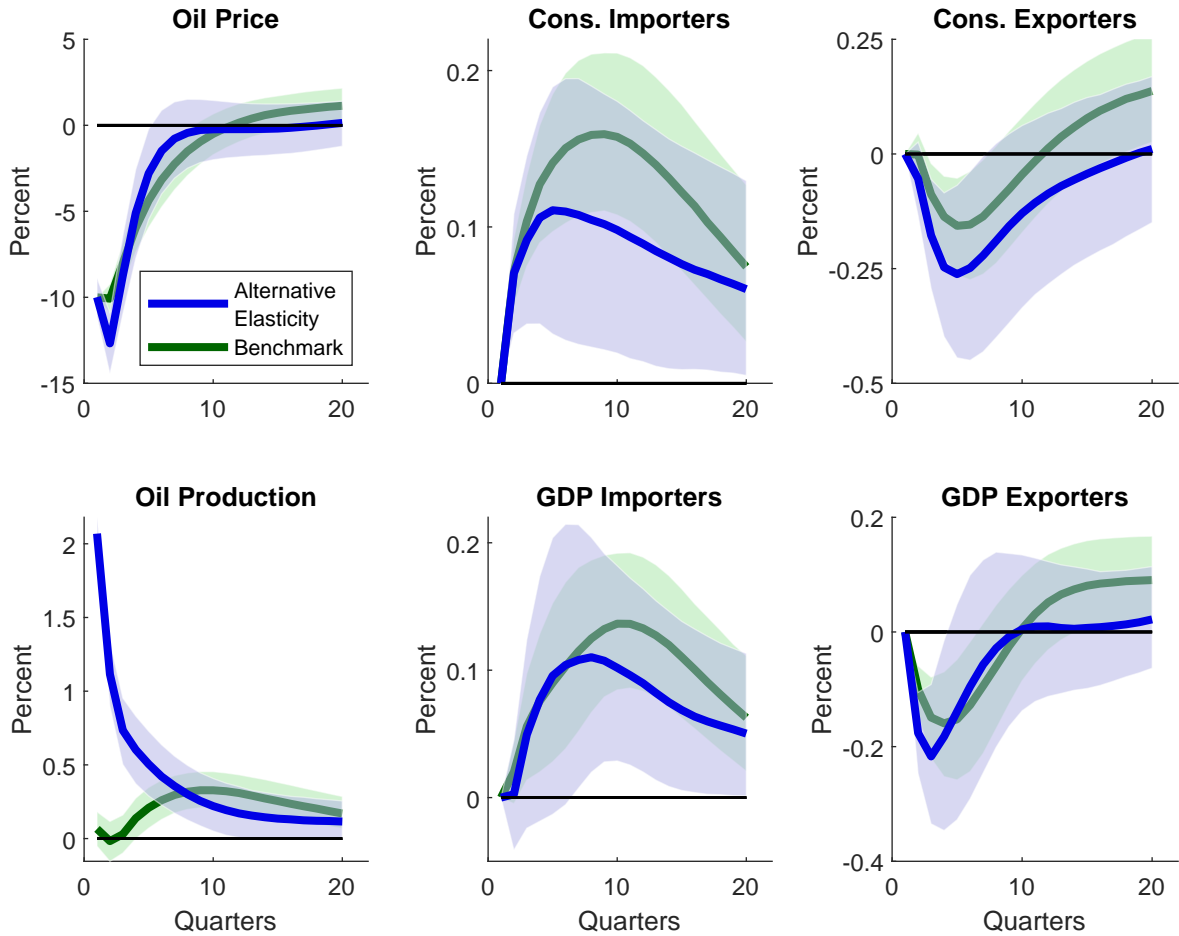 Oil Price
Cons. Importers
Cons. Exporters
5
0
-5
-10
-15
Percent
Alternative
Elasticity
Benchmark
0
10
20
0.2
0.1
0
Percent
0
10
20
0.25
0
-0.25
-0.5
Percent
0
10
20
Oil Production
GDP Importers
GDP Exporters
2
1.5
1
0.5
0
Percent
0
10
20
Quarters
0.2
0.1
0
Percent
0
10
20
Quarters
0.2
0
-0.2
-0.4
Percent
0
10
20
Quarters